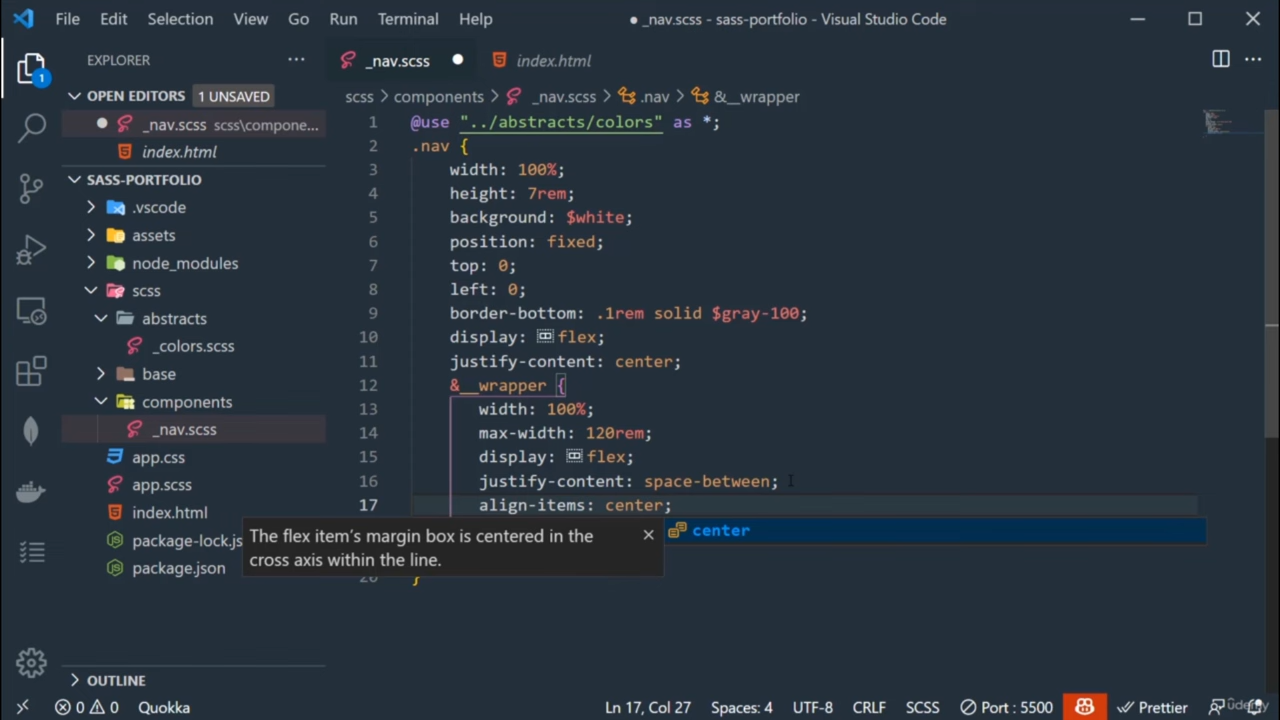 File Edit Selection View Go Run Terminal Help
● _nav.scss - sass-portfolio - Visual Studio Code
EXPLORER
_nav.scss
index.html
OPEN EDITORS 1 UNSAVED
_nav.scss scss\compone...
index.html
SASS-PORTFOLIO
.vscode
assets
node_modules
scss
abstracts
_colors.scss
base
components
_nav.scss
app.css
app.scss
index.html
package-lock.js
package.json
OUTLINE
scss > components > _nav.scss > .nav > &__wrapper
1 @use "../abstracts/colors" as *;
2 .nav {
3 width: 100%;
4 height: 7rem;
5 background: $white;
6 position: fixed;
7 top: 0;
8 left: 0;
9 border-bottom: .1rem solid $gray-100;
10 display: flex;
11 justify-content: center;
12 &__wrapper {
13 width: 100%;
14 max-width: 120rem;
15 display: flex;
16 justify-content: space-between;
17 align-items: center;
The flex item's margin box is centered in the
cross axis within the line.
center
20 }
1
0 0 Quokka
Ln 17, Col 27 Spaces: 4 UTF-8 CRLF SCSS Port : 5500 Prettier